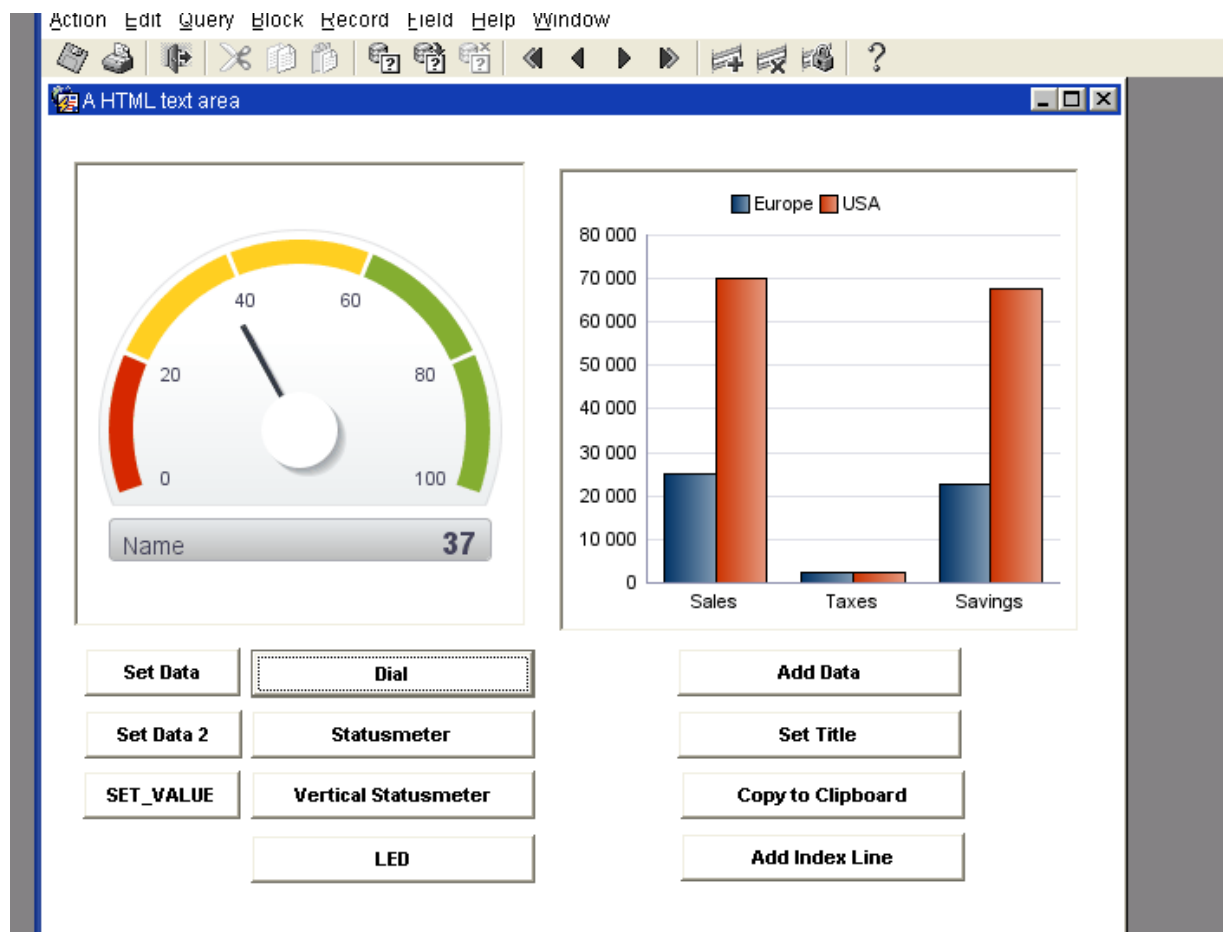 Action Edit Query Block Record Field Help Window
?
A HTML text area
40 60
20 80
0 100
Name 37
Europe USA
80 000
70 000
60 000
50 000
40 000
30 000
20 000
10 000
0
Sales Taxes Savings
Set Data Dial Add Data
Set Data 2 Statusmeter Set Title
SET_VALUE Vertical Statusmeter Copy to Clipboard
LED Add Index Line